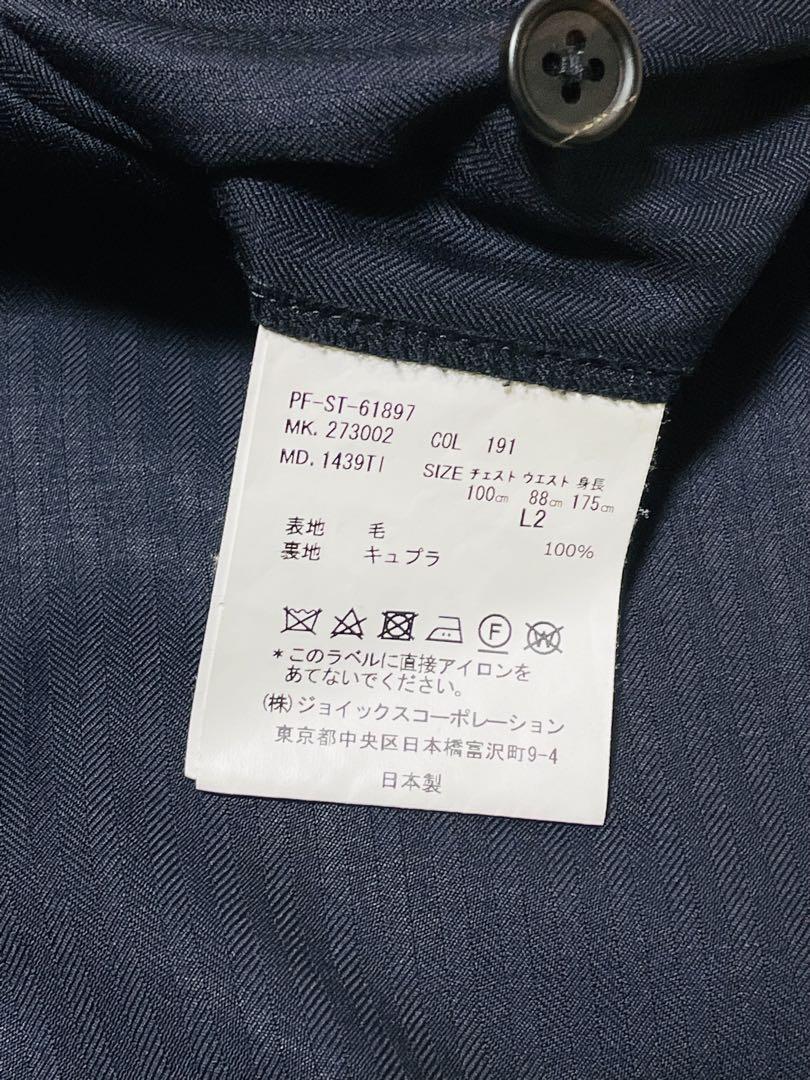 PF-ST-61897
MK. 273002 COL 191
MD. 1439TI SIZE チェスト ウエスト 身長
100cm 88cm 175cm
L2
表地 毛 100%
裏地 キュプラ
F W
*このラベルに直接アイロンを
あてないでください。
(株)ジョイックスコーポレーション
東京都中央区日本橋富沢町9-4
日本製